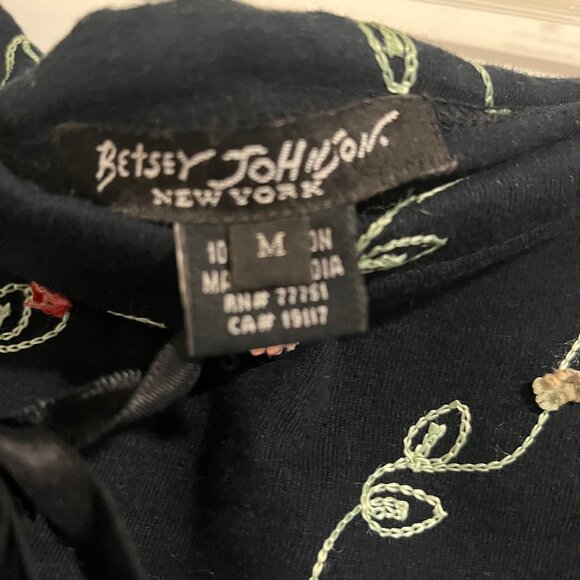 BETSEY JOHNSON.
NEW YORK
M
RN# 77251
CA# 19117